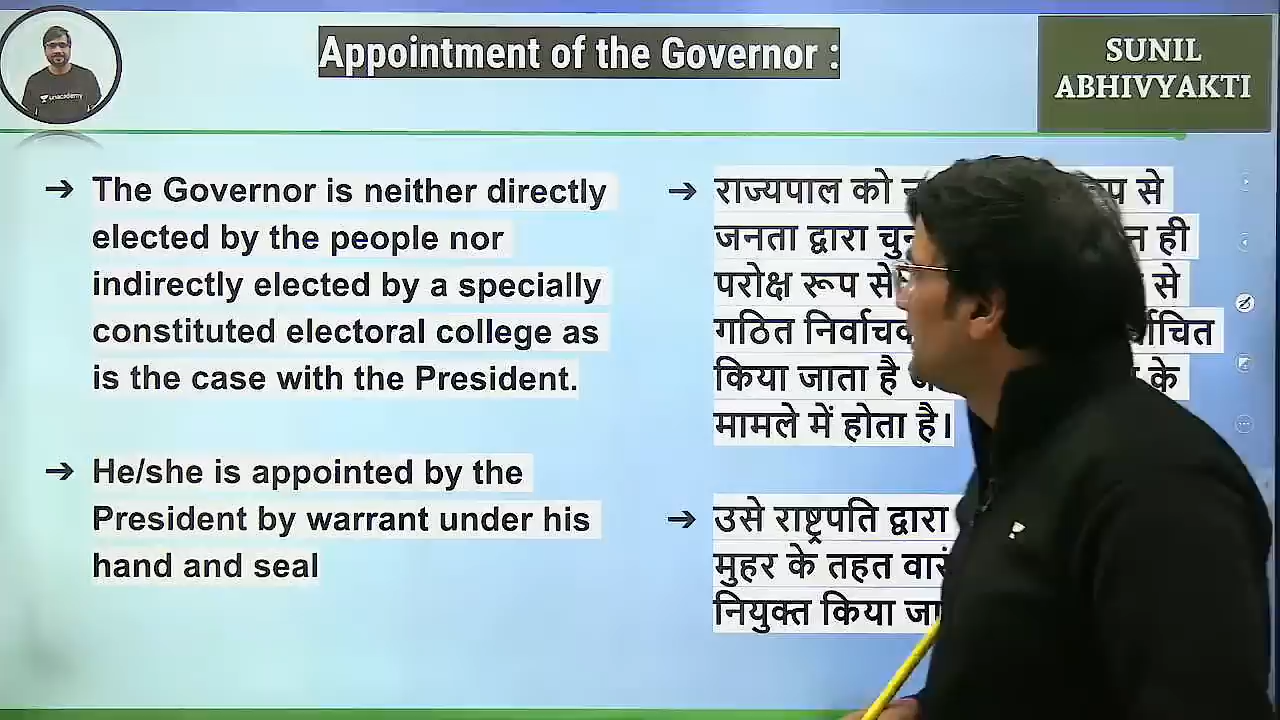 Appointment of the Governor :
SUNIL
ABHIVYAKTI
unacademy
➔ The Governor is neither directly
elected by the people nor
indirectly elected by a specially
constituted electoral college as
is the case with the President.
➔ He/she is appointed by the
President by warrant under his
hand and seal
➔ राज्यपाल को से
जनता द्वारा ही
परोक्ष रूप से से
गठित
किया जाता है के
मामले में होता है।
➔ उसे राष्ट्रपति द्वारा
मुहर के तहत
नियुक्त किया